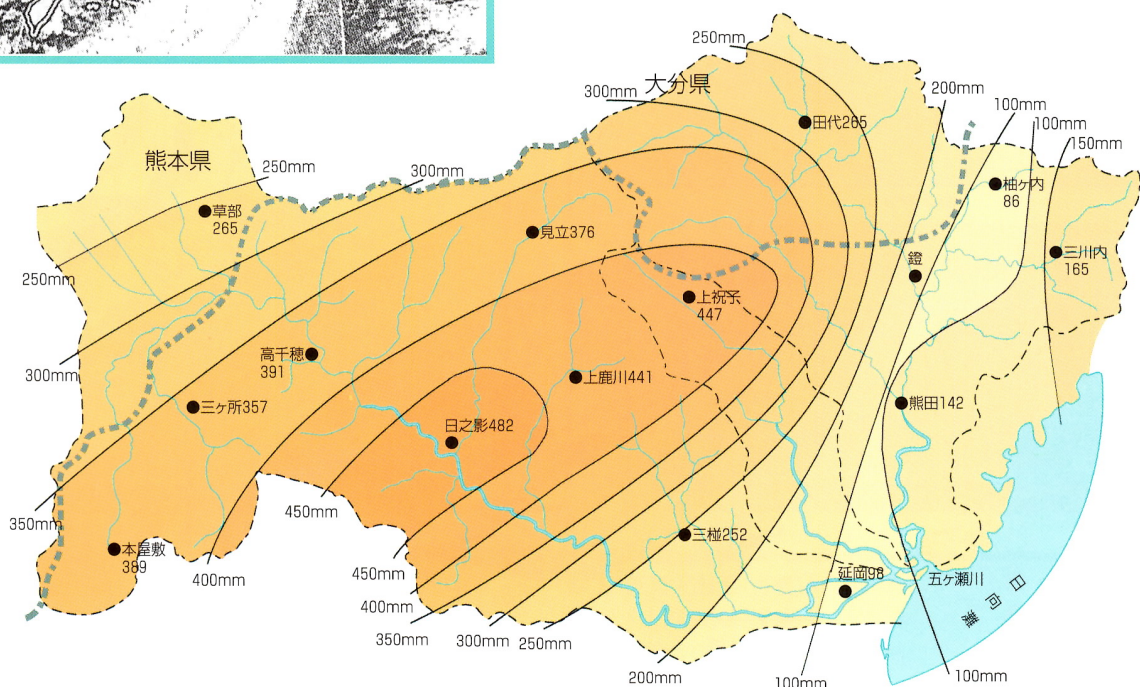 250mm
大分県
300mm
200mm
100mm
100mm
150mm
田代265
熊本県
250mm
300mm
柚ヶ内
86
草部
265
見立376
三川内
165
鐙
250mm
上祝子
447
高千穂
391
上鹿川441
300mm
三ヶ所357
熊田142
日之影482
450mm
350mm
三椪252
本屋敷
389
400mm
450mm
延岡98
五ヶ瀬川
日向灘
400mm
350mm
300mm
250mm
200mm
100mm
100mm